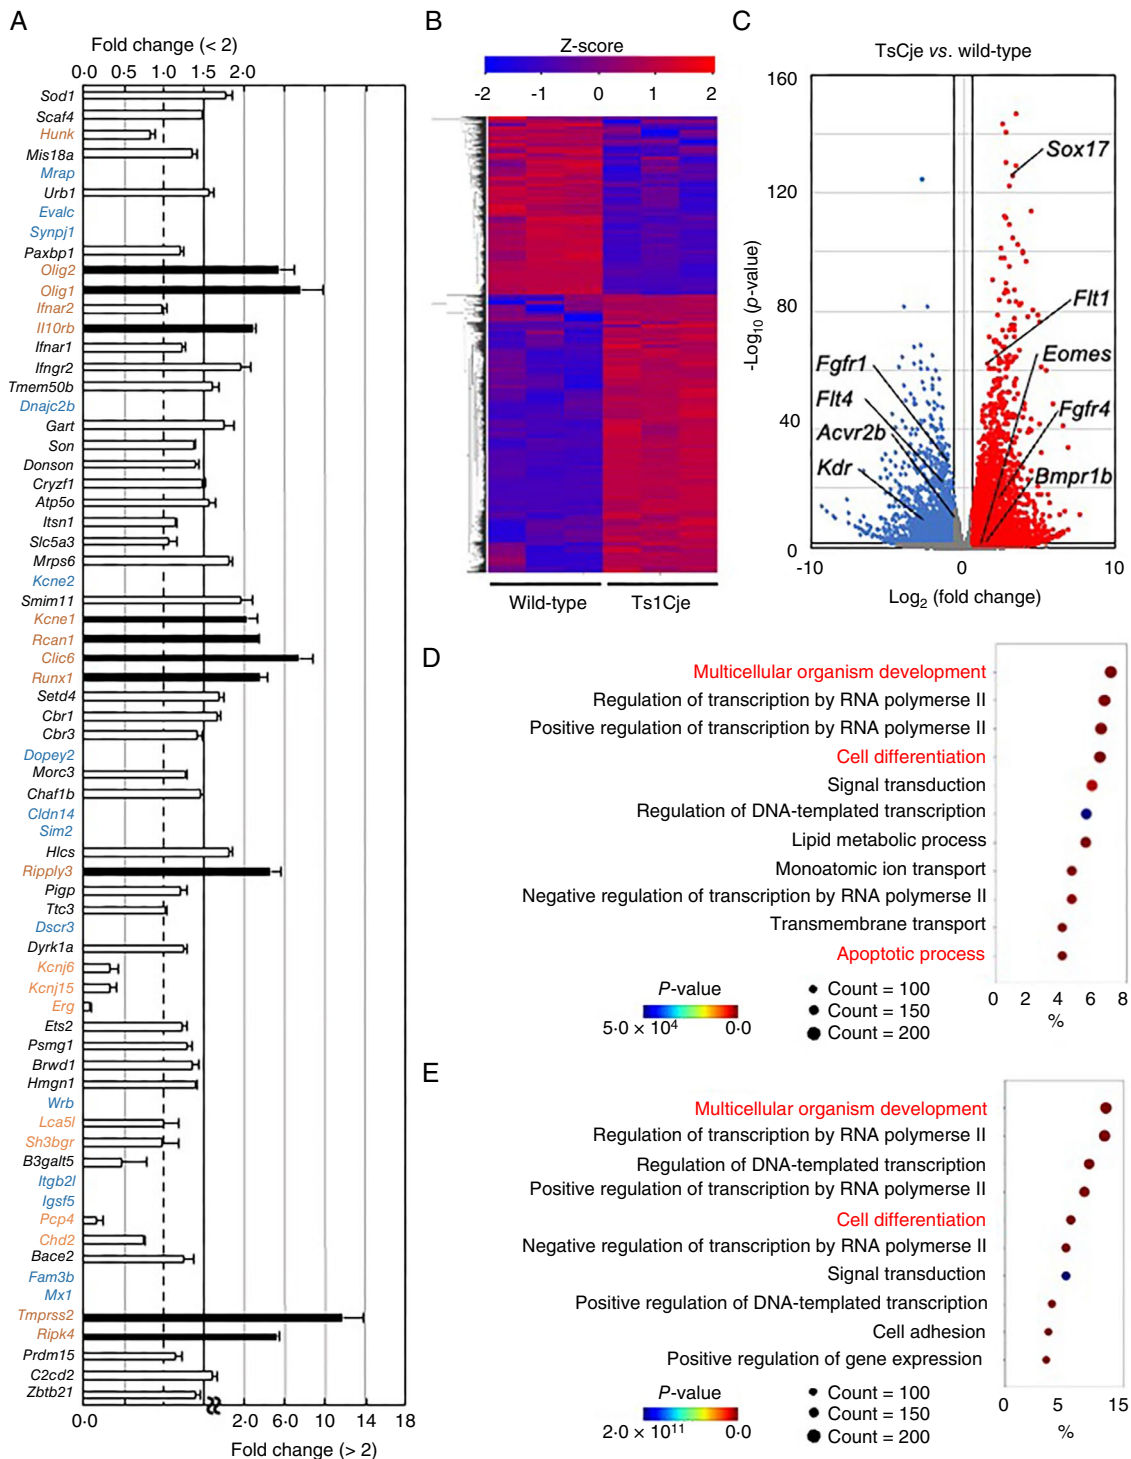 A
Fold change (< 2)
0·0 0·5 1·0 1·5 2·0
Sod1
Scaf4
Hunk
Mis18a
Mrap
Urb1
Evalc
Synpj1
Paxbp1
Olig2
Olig1
Ifnar2
Il10rb
Ifnar1
Ifngr2
Tmem50b
Dnajc2b
Gart
Son
Donson
Cryzf1
Atp5o
Itsn1
Slc5a3
Mrps6
Kcne2
Smim11
Kcne1
Rcan1
Clic6
Runx1
Setd4
Cbr1
Cbr3
Dopey2
Morc3
Chaf1b
Cldn14
Sim2
Hlcs
Ripply3
Pigp
Ttc3
Dscr3
Dyrk1a
Kcnj6
Kcnj15
Erg
Ets2
Psmg1
Brwd1
Hmgn1
Wrb
Lca5l
Sh3bgr
B3galt5
Itgb2l
Igsf5
Pcp4
Chd2
Bace2
Fam3b
Mx1
Tmprss2
Ripk4
Prdm15
C2cd2
Zbtb21
0·0 2·0 6·0 10 14 18
Fold change (> 2)
B
Z-score
-2 -1 0 1 2
Wild-type Ts1Cje
C
TsCje vs. wild-type
160
120
80
40
0
-Log10 (p-value)
Sox17
Flt1
Eomes
Fgfr1
Flt4
Fgfr4
Acvr2b
Kdr
Bmpr1b
-10 0 10
Log2 (fold change)
D
Multicellular organism development
Regulation of transcription by RNA polymerse II
Positive regulation of transcription by RNA polymerse II
Cell differentiation
Signal transduction
Regulation of DNA-templated transcription
Lipid metabolic process
Monoatomic ion transport
Negative regulation of transcription by RNA polymerse II
Transmembrane transport
Apoptotic process
0 2 4 6 8
%
P-value
5·0 × 10⁴ 0·0
Count = 100
Count = 150
Count = 200
E
Multicellular organism development
Regulation of transcription by RNA polymerse II
Regulation of DNA-templated transcription
Positive regulation of transcription by RNA polymerse II
Cell differentiation
Negative regulation of transcription by RNA polymerse II
Signal transduction
Positive regulation of DNA-templated transcription
Cell adhesion
Positive regulation of gene expression
0 5 15
%
P-value
2·0 × 10¹¹ 0·0
Count = 100
Count = 150
Count = 200